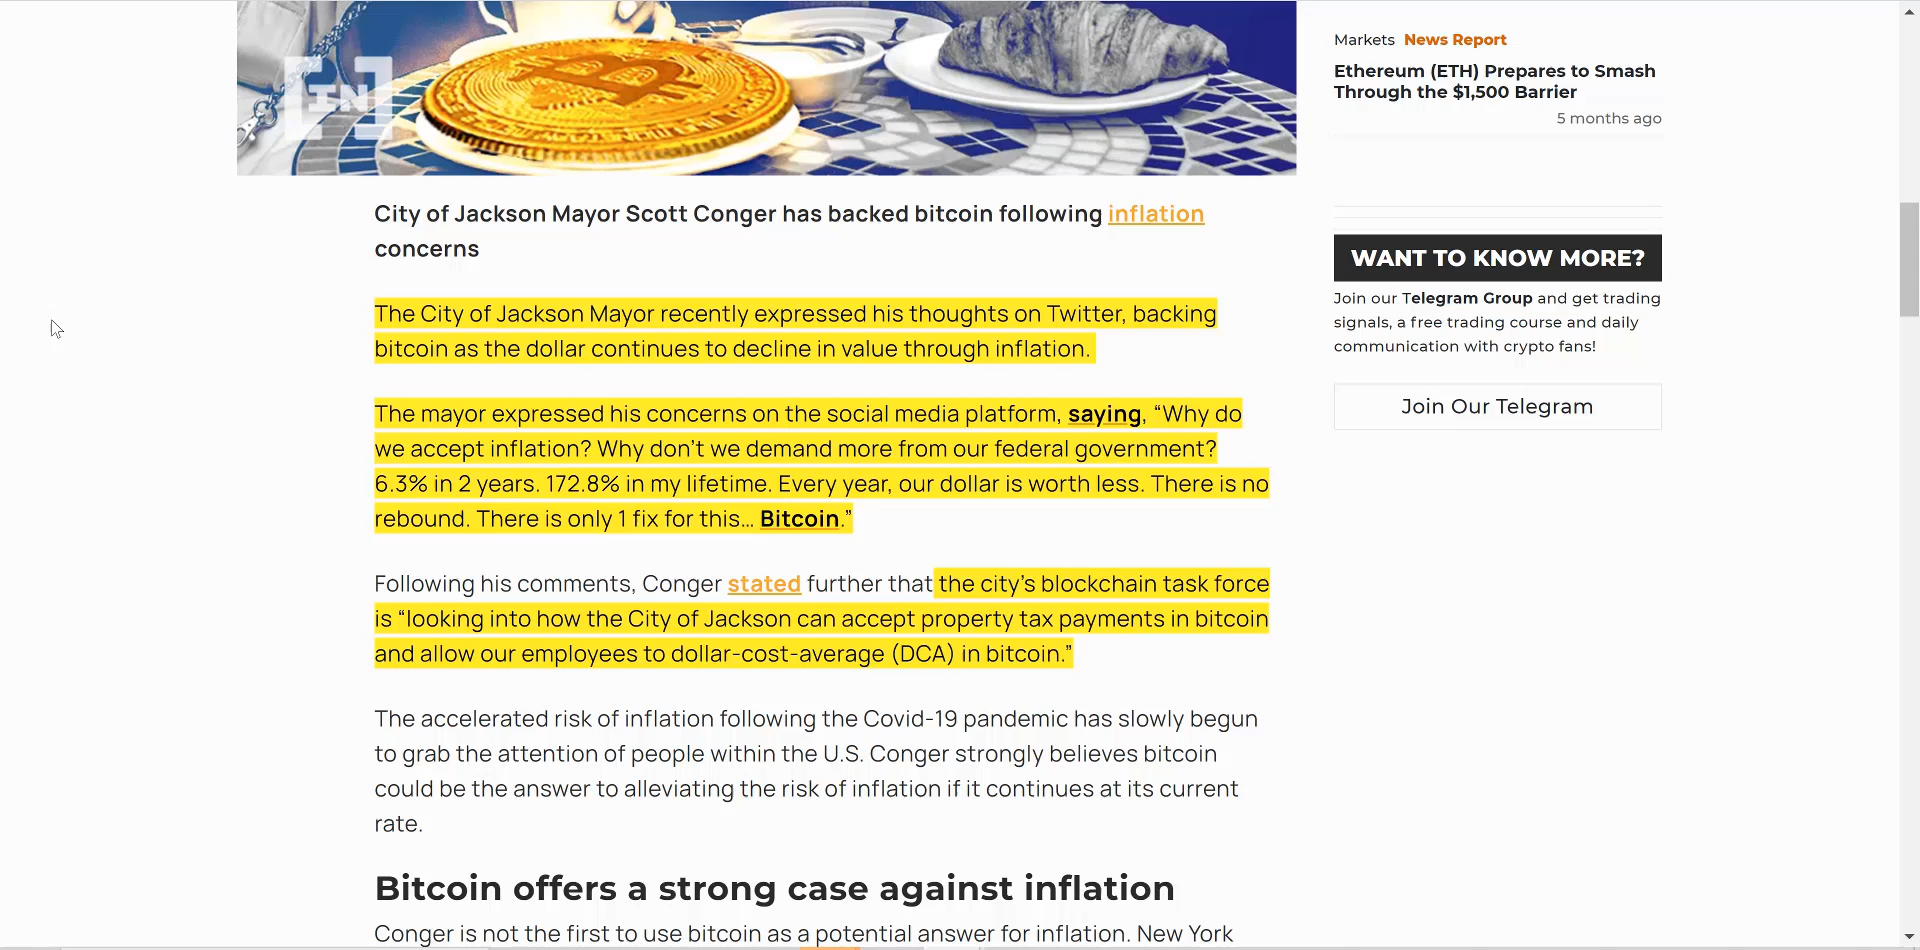 [IN]
City of Jackson Mayor Scott Conger has backed bitcoin following inflation
concerns
The City of Jackson Mayor recently expressed his thoughts on Twitter, backing
bitcoin as the dollar continues to decline in value through inflation.
The mayor expressed his concerns on the social media platform, saying, “Why do
we accept inflation? Why don’t we demand more from our federal government?
6.3% in 2 years. 172.8% in my lifetime. Every year, our dollar is worth less. There is no
rebound. There is only 1 fix for this… Bitcoin.”
Following his comments, Conger stated further that the city’s blockchain task force
is “looking into how the City of Jackson can accept property tax payments in bitcoin
and allow our employees to dollar-cost-average (DCA) in bitcoin.”
The accelerated risk of inflation following the Covid-19 pandemic has slowly begun
to grab the attention of people within the U.S. Conger strongly believes bitcoin
could be the answer to alleviating the risk of inflation if it continues at its current
rate.
Bitcoin offers a strong case against inflation
Conger is not the first to use bitcoin as a potential answer for inflation. New York
Markets News Report
Ethereum (ETH) Prepares to Smash
Through the $1,500 Barrier
5 months ago
WANT TO KNOW MORE?
Join our Telegram Group and get trading
signals, a free trading course and daily
communication with crypto fans!
Join Our Telegram